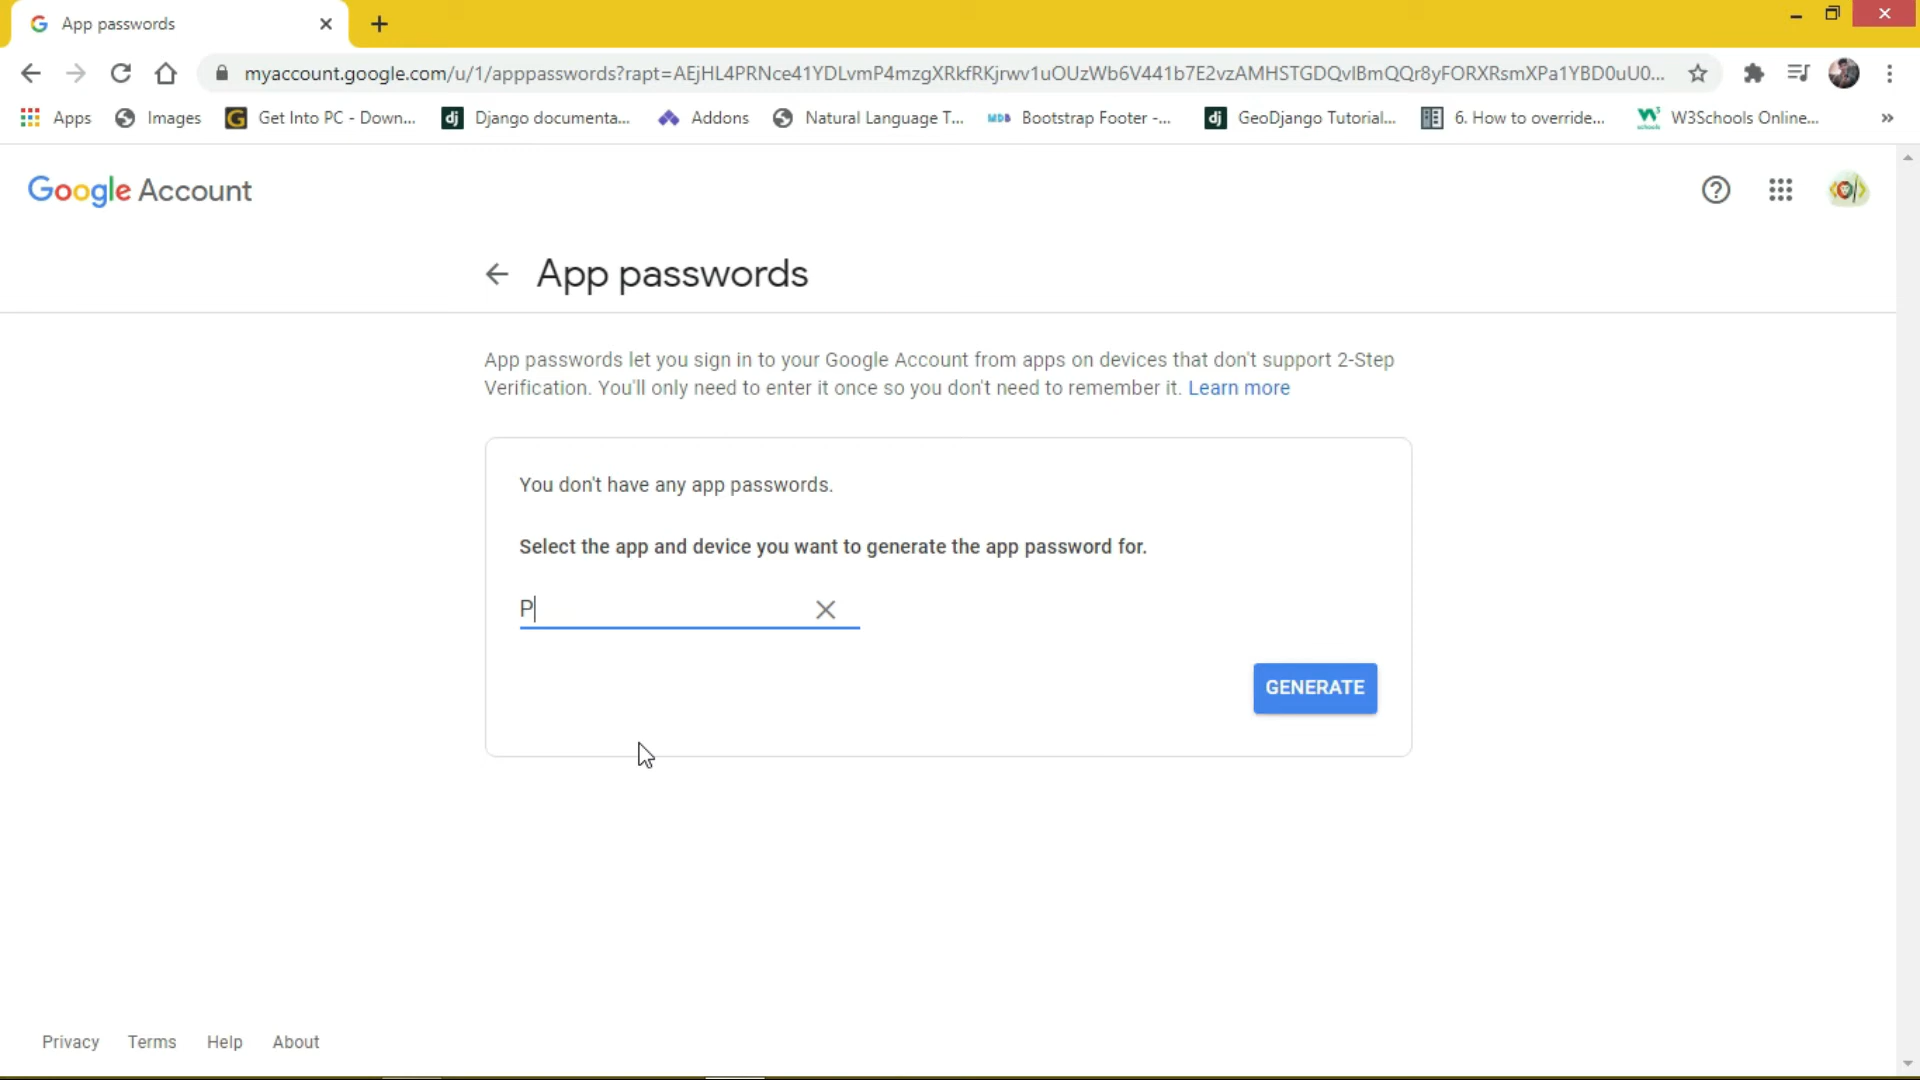 App passwords
myaccount.google.com/u/1/apppasswords?rapt=AEjHL4PRNce41YDLvmP4mzgXRkfRKjrwv1uOUzWb6V441b7E2vzAMHSTGDQvlBmQQr8yFORXRsmXPa1YBD0uU0...
Apps Images Get Into PC - Down... Django documenta... Addons Natural Language T... MDB Bootstrap Footer -... GeoDjango Tutorial... 6. How to override... W3Schools Online... »
Google Account
App passwords
App passwords let you sign in to your Google Account from apps on devices that don't support 2-Step
Verification. You'll only need to enter it once so you don't need to remember it. Learn more
You don't have any app passwords.
Select the app and device you want to generate the app password for.
P
GENERATE
Privacy Terms Help About